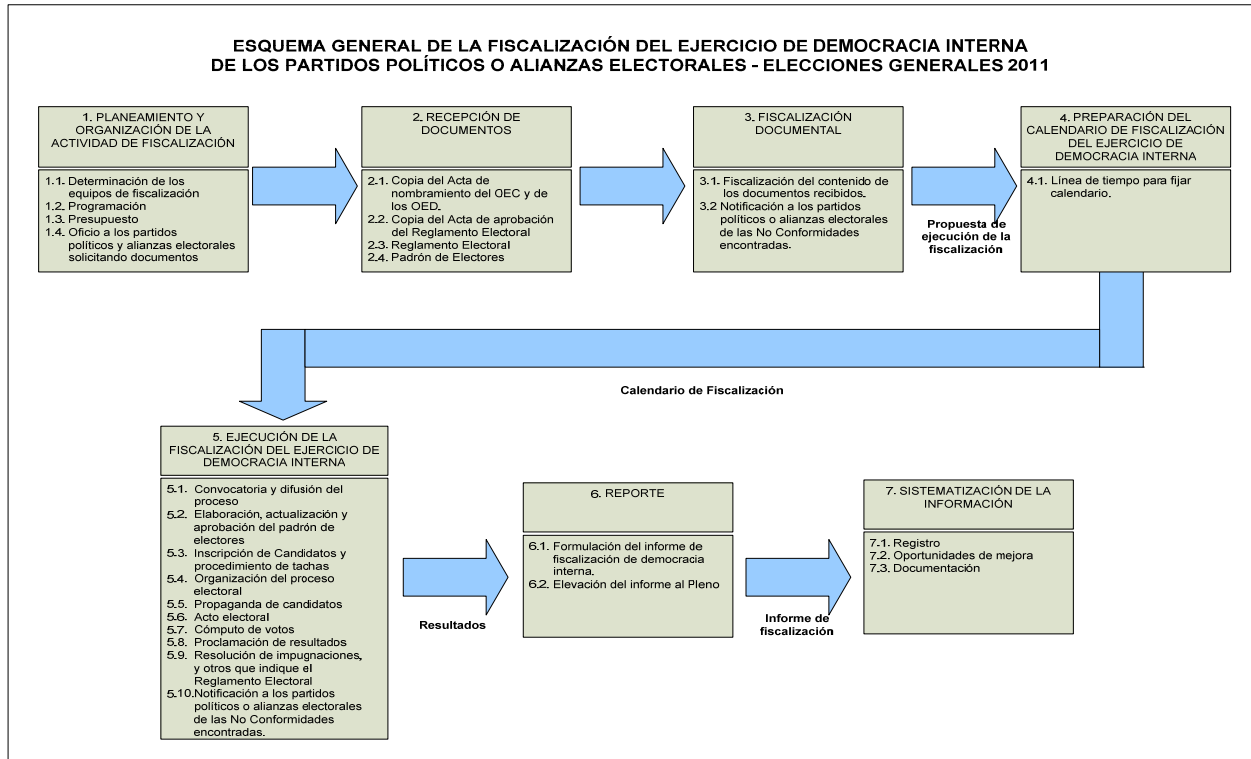 ESQUEMA GENERAL DE LA FISCALIZACIÓN DEL EJERCICIO DE DEMOCRACIA INTERNA
DE LOS PARTIDOS POLÍTICOS O ALIANZAS ELECTORALES - ELECCIONES GENERALES 2011
1. PLANEAMIENTO Y
ORGANIZACIÓN DE LA
ACTIVIDAD DE FISCALIZACIÓN
1.1. Determinación de los
equipos de fiscalización
1.2. Programación
1.3. Presupuesto
1.4. Oficio a los partidos
políticos y alianzas electorales
solicitando documentos
2. RECEPCIÓN DE
DOCUMENTOS
2.1. Copia del Acta de
nombramiento del OEC y de
los OED.
2.2. Copia del Acta de aprobación
del Reglamento Electoral
2.3. Reglamento Electoral
2.4. Padrón de Electores
3. FISCALIZACIÓN
DOCUMENTAL
3.1. Fiscalización del contenido de
los documentos recibidos.
3.2 Notificación a los partidos
políticos o alianzas electorales
de las No Conformidades
encontradas.
Propuesta de
ejecución de la
fiscalización
4. PREPARACIÓN DEL
CALENDARIO DE FISCALIZACIÓN
DEL EJERCICIO DE
DEMOCRACIA INTERNA
4.1. Línea de tiempo para fijar
calendario.
Calendario de Fiscalización
5. EJECUCIÓN DE LA
FISCALIZACIÓN DEL EJERCICIO DE
DEMOCRACIA INTERNA
5.1. Convocatoria y difusión del
proceso
5.2. Elaboración, actualización y
aprobación del padrón de
electores
5.3. Inscripción de Candidatos y
procedimiento de tachas
5.4. Organización del proceso
electoral
5.5. Propaganda de candidatos
5.6. Acto electoral
5.7. Cómputo de votos
5.8. Proclamación de resultados
5.9. Resolución de impugnaciones,
y otros que indique el
Reglamento Electoral
5.10.Notificación a los partidos
políticos o alianzas electorales
de las No Conformidades
encontradas.
Resultados
6. REPORTE
6.1. Formulación del informe de
fiscalización de democracia
interna.
6.2. Elevación del informe al Pleno
Informe de
fiscalización
7. SISTEMATIZACIÓN DE LA
INFORMACIÓN
7.1. Registro
7.2. Oportunidades de mejora
7.3. Documentación